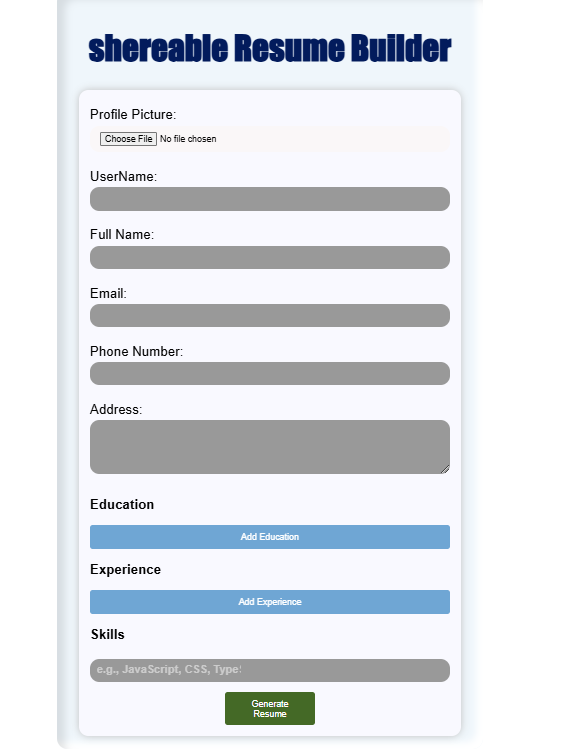 shereable Resume Builder
Profile Picture:
Choose File No file chosen
UserName:
Full Name:
Email:
Phone Number:
Address:
Education
Add Education
Experience
Add Experience
Skills
e.g., JavaScript, CSS, Type
Generate
Resume